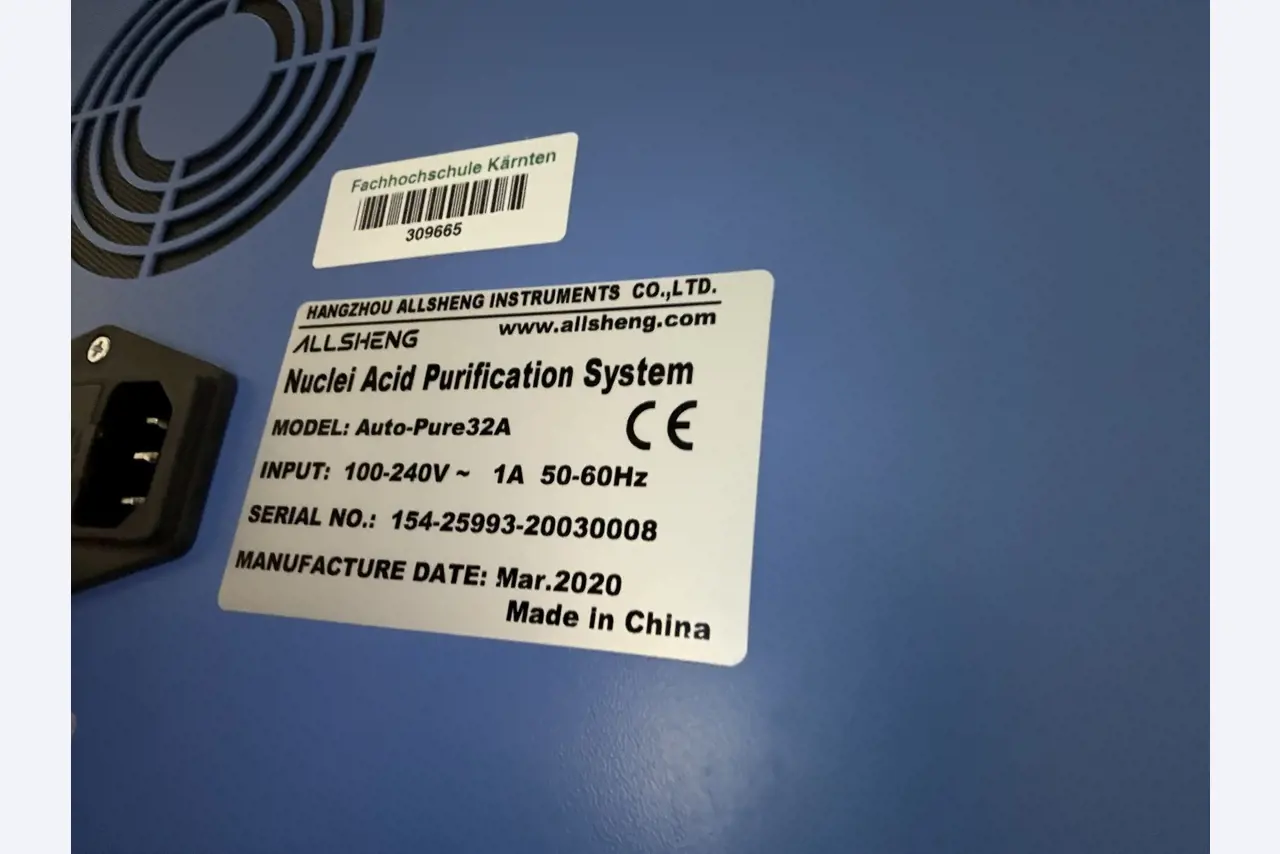 Fachhochschule Kärnten
309665
HANGZHOU ALLSHENG INSTRUMENTS CO.,LTD.
ALLSHENG www.allsheng.com
Nuclei Acid Purification System
MODEL: Auto-Pure32A CE
INPUT: 100-240V ~ 1A 50-60Hz
SERIAL NO.: 154-25993-20030008
MANUFACTURE DATE: Mar.2020
Made in China